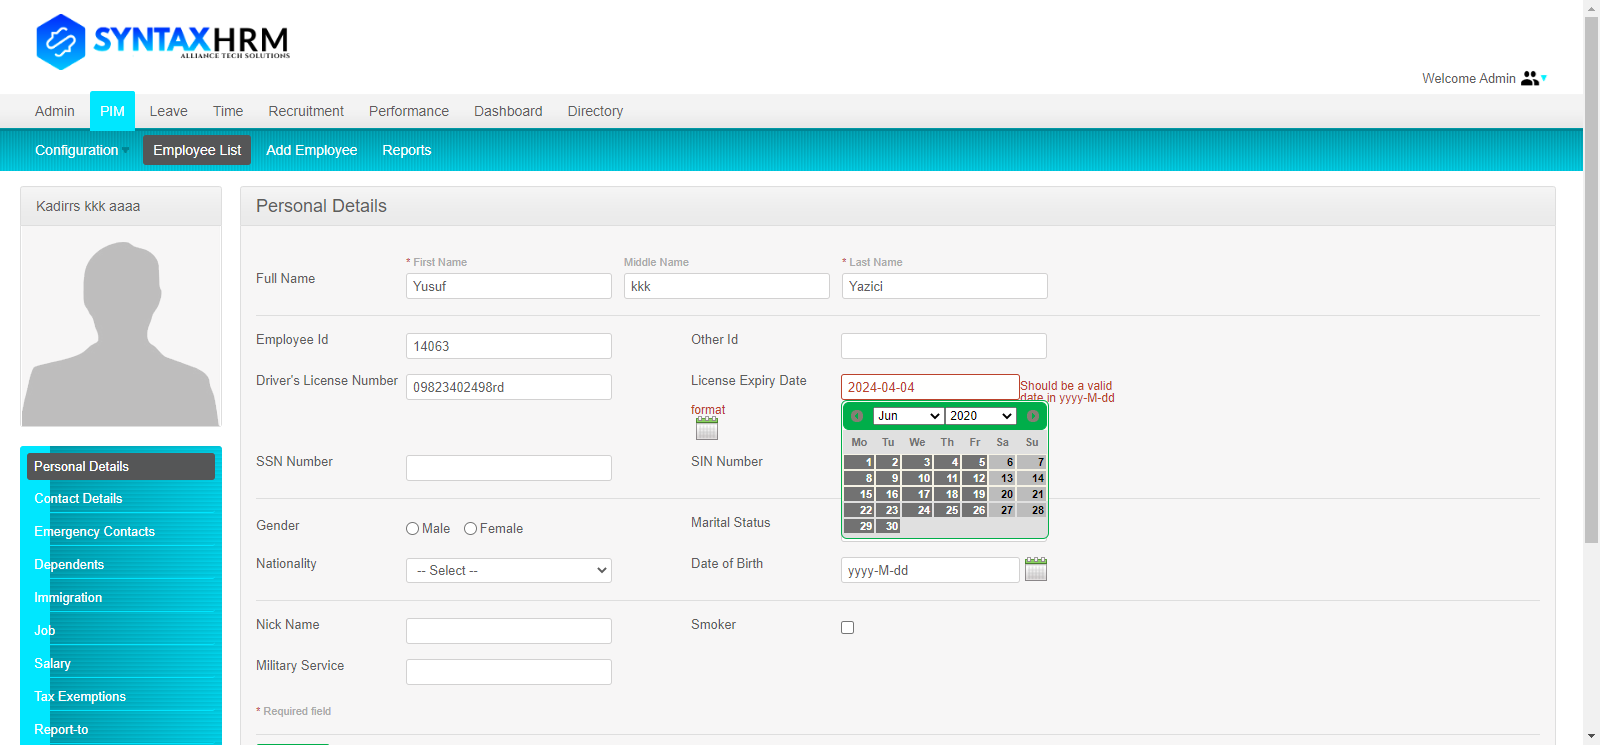 SYNTAXHRM
ALLIANCE TECH SOLUTIONS
Welcome Admin
Admin PIM Leave Time Recruitment Performance Dashboard Directory
Configuration Employee List Add Employee Reports
Kadirrs kkk aaaa
Personal Details
Contact Details
Emergency Contacts
Dependents
Immigration
Job
Salary
Tax Exemptions
Report-to
Personal Details
* First Name Middle Name * Last Name
Full Name Yusuf kkk Yazici
Employee Id 14063 Other Id
Driver's License Number 09823402498rd License Expiry Date 2024-04-04 Should be a valid
date in yyyy-M-dd
format
Jun 2020
Mo Tu We Th Fr Sa Su
1 2 3 4 5 6 7
8 9 10 11 12 13 14
15 16 17 18 19 20 21
22 23 24 25 26 27 28
29 30
SSN Number SIN Number
Gender Male Female Marital Status
Nationality -- Select -- Date of Birth yyyy-M-dd
Nick Name Smoker
Military Service
* Required field